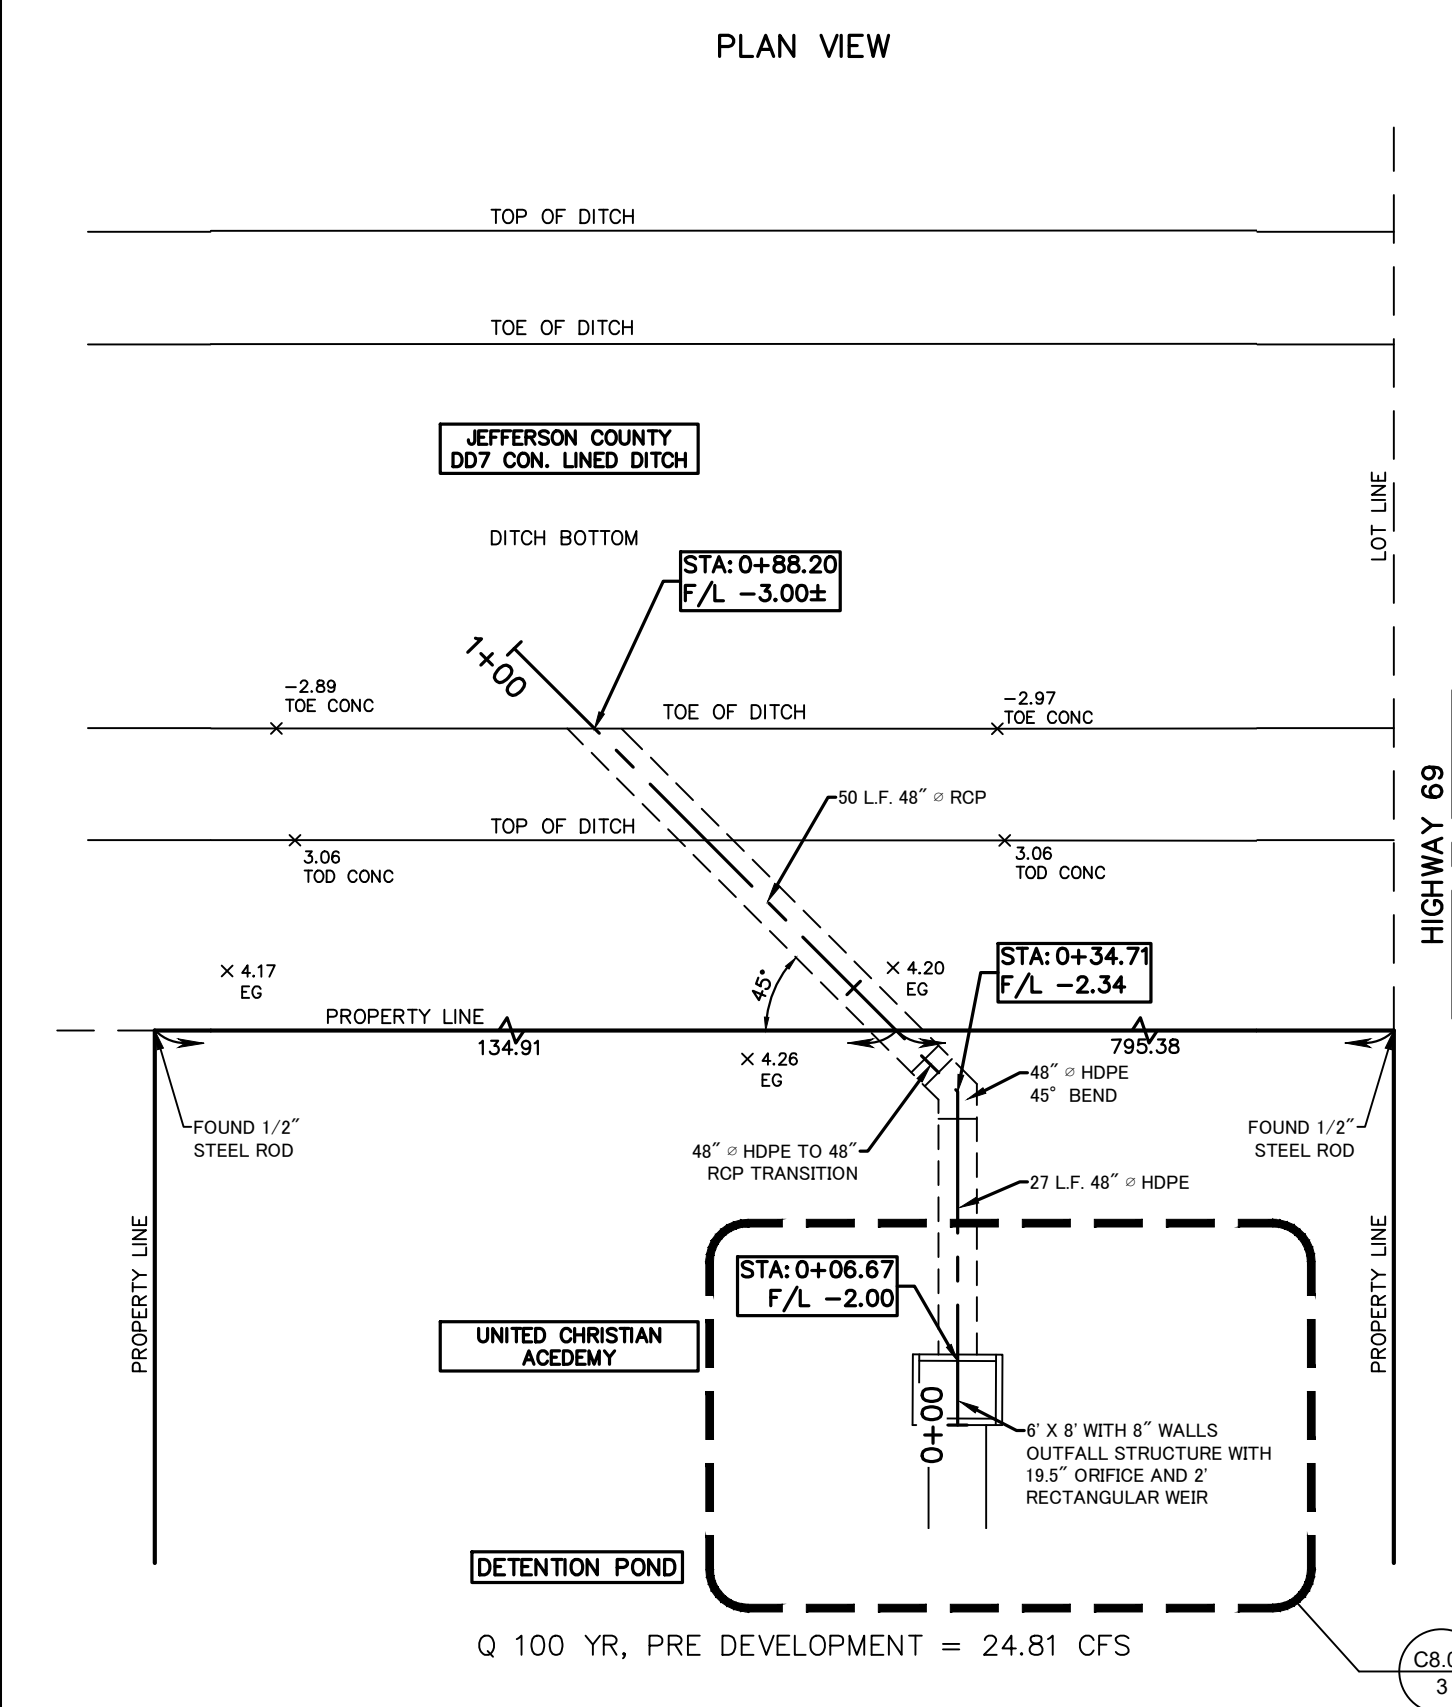 PLAN VIEW
TOP OF DITCH
TOE OF DITCH
JEFFERSON COUNTY
DD7 CON. LINED DITCH
LOT LINE
DITCH BOTTOM
STA: 0+88.20
F/L -3.00±
1+00
-2.89
TOE CONC
TOE OF DITCH
-2.97
TOE CONC
HIGHWAY 69
50 L.F. 48" ⌀ RCP
TOP OF DITCH
3.06
TOD CONC
3.06
TOD CONC
× 4.17
EG
45°
× 4.20
EG
STA: 0+34.71
F/L -2.34
PROPERTY LINE
134.91
795.38
× 4.26
EG
48" ⌀ HDPE
45° BEND
FOUND 1/2"
STEEL ROD
48" ⌀ HDPE TO 48"
RCP TRANSITION
FOUND 1/2"
STEEL ROD
27 L.F. 48" ⌀ HDPE
PROPERTY LINE
PROPERTY LINE
STA: 0+06.67
F/L -2.00
UNITED CHRISTIAN
ACEDEMY
0+00
6' X 8' WITH 8" WALLS
OUTFALL STRUCTURE WITH
19.5" ORIFICE AND 2'
RECTANGULAR WEIR
DETENTION POND
Q 100 YR, PRE DEVELOPMENT = 24.81 CFS
3